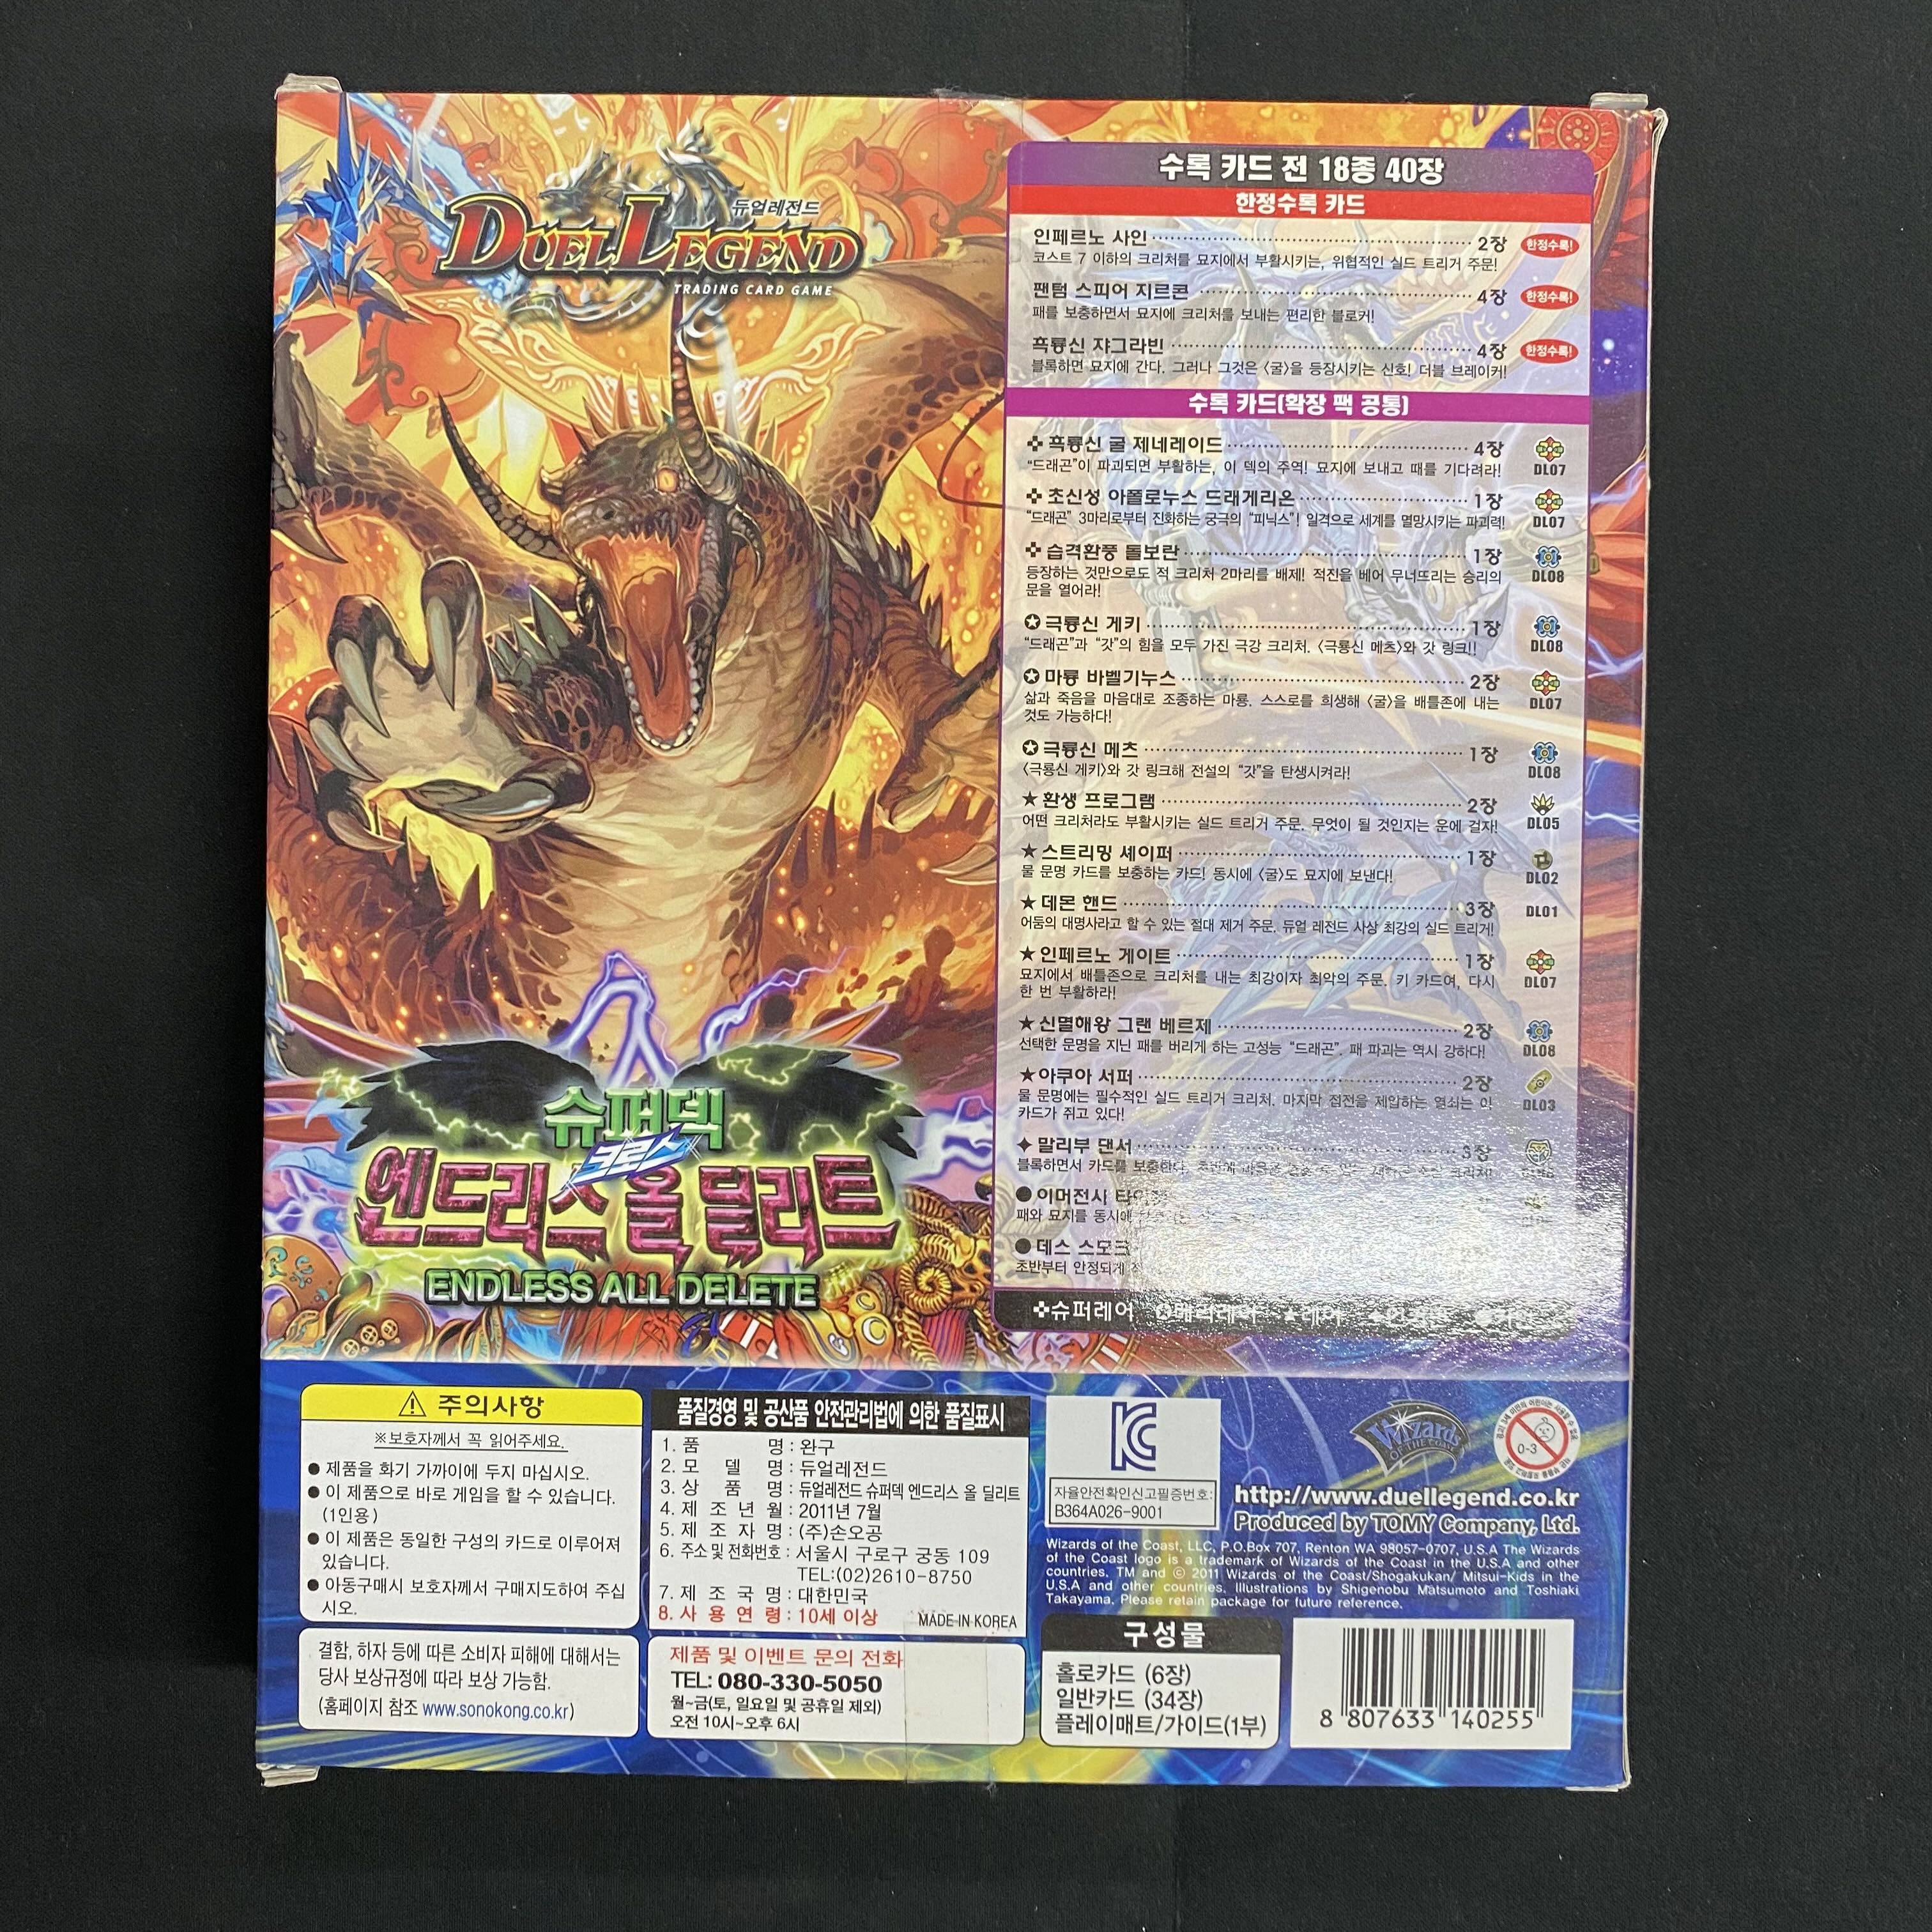 듀얼레전드
DUEL LEGEND
TRADING CARD GAME
슈퍼덱
크로스
엔드리스 올 딜리트
ENDLESS ALL DELETE
수록 카드 전 18종 40장
한정수록 카드
인페르노 사인 2장 한정수록!
코스트 7 이하의 크리처를 묘지에서 부활시키는, 위협적인 실드 트리거 주문!
팬텀 스피어 지르콘 4장 한정수록!
패를 보충하면서 묘지에 크리처를 보내는 편리한 블로커!
흑룡신 쟈그라빈 4장 한정수록!
블록하면 묘지에 간다. 그러나 그것은 〈굴〉을 등장시키는 신호! 더블 브레이커!
수록 카드(확장 팩 공통)
흑룡신 굴 제네레이드 4장 DL07
"드래곤"이 파괴되면 부활하는, 이 덱의 주역! 묘지에 보내고 때를 기다려라!
초신성 아폴로누스 드래게리온 1장 DL07
"드래곤" 3마리로부터 진화하는 궁극의 "피닉스"! 일격으로 세계를 멸망시키는 파괴력!
습격환풍 돌보란 1장 DL08
등장하는 것만으로도 적 크리처 2마리를 배제! 적진을 베어 무너뜨리는 승리의
문을 열어라!
극룡신 게키 1장 DL08
"드래곤"과 "갓"의 힘을 모두 가진 극강 크리처. 〈극룡신 메츠〉와 갓 링크!!
마룡 바벨기누스 2장 DL07
삶과 죽음을 마음대로 조종하는 마룡. 스스로를 희생해 〈굴〉을 배틀존에 내는
것도 가능하다!
극룡신 메츠 1장 DL08
〈극룡신 게키〉와 갓 링크해 전설의 "갓"을 탄생시켜라!
★환생 프로그램 2장 DL05
어떤 크리처라도 부활시키는 실드 트리거 주문. 무엇이 될 것인지는 운에 걸자!
★스트리밍 셰이퍼 1장 DL02
물 문명 카드를 보충하는 카드! 동시에 〈굴〉도 묘지에 보낸다!
★데몬 핸드 3장 DL01
어둠의 대명사라고 할 수 있는 절대 제거 주문. 듀얼 레전드 사상 최강의 실드 트리거!
★인페르노 게이트 1장 DL07
묘지에서 배틀존으로 크리처를 내는 최강이자 최악의 주문. 키 카드여, 다시
한 번 부활하라!
★신멸해왕 그랜 베르제 2장 DL08
선택한 문명을 지닌 패를 버리게 하는 고성능 "드래곤". 패 파괴는 역시 강하다!
★아쿠아 서퍼 2장 DL03
물 문명에는 필수적인 실드 트리거 크리처. 마지막 접전을 제압하는 열쇠는 이
카드가 쥐고 있다!
✦말리부 댄서 3장
블록하면서 카드를 보충한다.
●이머전시
패와 묘지를 동시에
●데스 스모크
초반부터 안정되게
슈퍼레어
⚠ 주의사항
※보호자께서 꼭 읽어주세요.
● 제품을 화기 가까이에 두지 마십시오.
● 이 제품으로 바로 게임을 할 수 있습니다.
(1인용)
● 이 제품은 동일한 구성의 카드로 이루어져
있습니다.
● 아동구매시 보호자께서 구매지도하여 주십
시오.
결함, 하자 등에 따른 소비자 피해에 대해서는
당사 보상규정에 따라 보상 가능함.
(홈페이지 참조 www.sonokong.co.kr)
품질경영 및 공산품 안전관리법에 의한 품질표시
1. 품 명 : 완구
2. 모 델 명 : 듀얼레전드
3. 상 품 명 : 듀얼레전드 슈퍼덱 엔드리스 올 딜리트
4. 제 조 년 월 : 2011년 7월
5. 제 조 자 명 : (주)손오공
6. 주소 및 전화번호 : 서울시 구로구 궁동 109
TEL:(02)2610-8750
7. 제 조 국 명 : 대한민국
8. 사 용 연 령 : 10세 이상 MADE IN KOREA
제품 및 이벤트 문의 전화
TEL: 080-330-5050
월~금(토, 일요일 및 공휴일 제외)
오전 10시~오후 6시
자율안전확인신고필증번호:
B364A026-9001
Wizards
OF THE COAST
0-3
http://www.duellegend.co.kr
Produced by TOMY Company, Ltd.
Wizards of the Coast, LLC, P.O.Box 707, Renton WA 98057-0707, U.S.A The Wizards
of the Coast logo is a trademark of Wizards of the Coast in the U.S.A and other
countries. TM and ⓒ 2011 Wizards of the Coast/Shogakukan/ Mitsui-Kids in the
U.S.A and other countries. Illustrations by Shigenobu Matsumoto and Toshiaki
Takayama. Please retain package for future reference.
구성물
홀로카드 (6장)
일반카드 (34장)
플레이매트/가이드(1부)
8 807633 140255